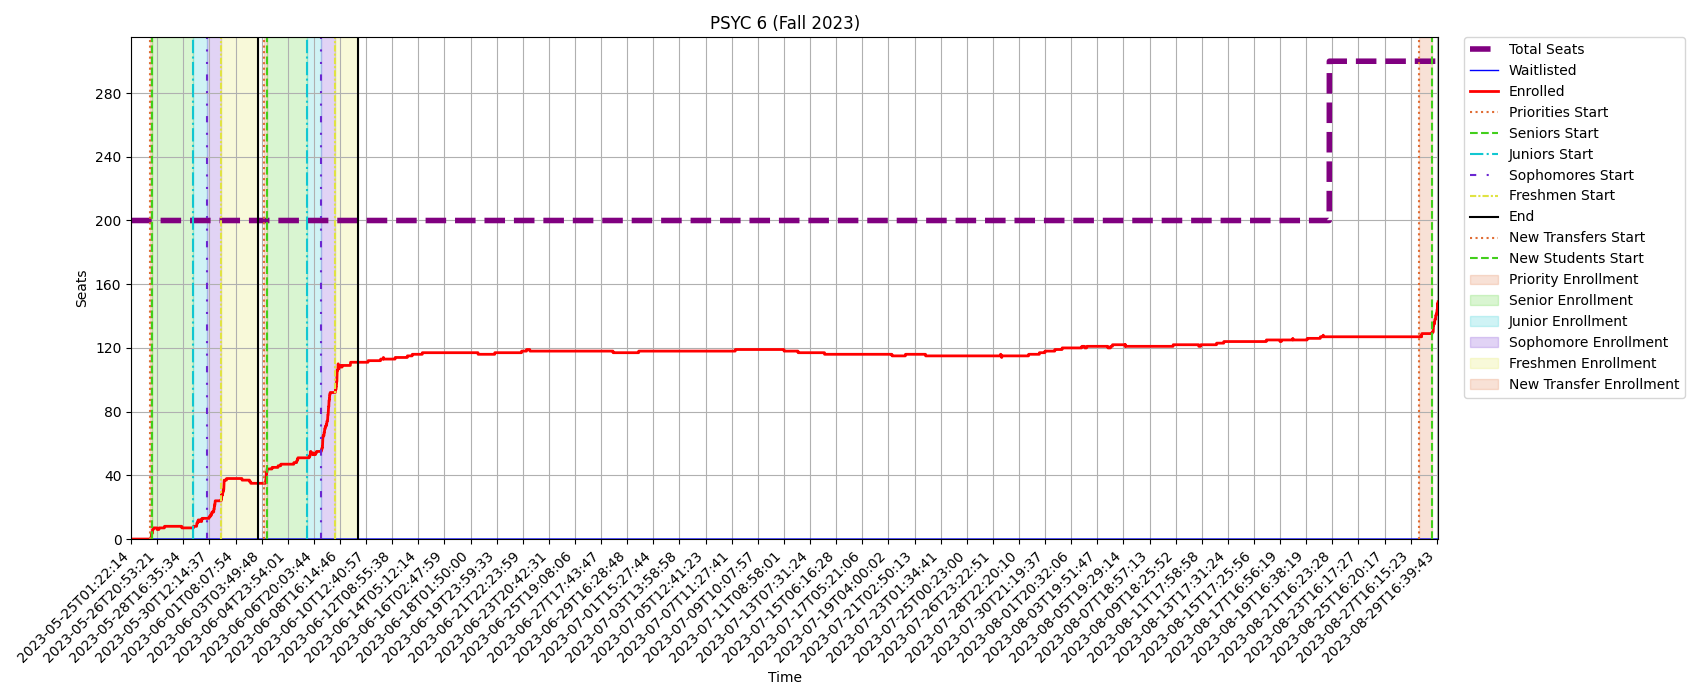 PSYC 6 (Fall 2023)
Seats
280
240
200
160
120
80
40
0
2023-05-25T01:22:14
2023-05-26T20:53:21
2023-05-28T16:35:34
2023-05-30T12:14:37
2023-06-01T08:07:54
2023-06-03T03:49:48
2023-06-04T23:54:01
2023-06-06T20:03:44
2023-06-08T16:14:46
2023-06-10T12:40:57
2023-06-12T08:55:38
2023-06-14T05:12:14
2023-06-16T02:47:59
2023-06-18T01:50:00
2023-06-19T23:59:33
2023-06-21T22:23:59
2023-06-23T20:42:31
2023-06-25T19:08:06
2023-06-27T17:43:47
2023-06-29T16:28:48
2023-07-01T15:27:44
2023-07-03T13:58:58
2023-07-05T12:41:23
2023-07-07T11:27:41
2023-07-09T10:07:57
2023-07-11T08:58:01
2023-07-13T07:31:24
2023-07-15T06:16:28
2023-07-17T05:21:06
2023-07-19T04:00:02
2023-07-21T02:50:13
2023-07-23T01:34:41
2023-07-25T00:23:00
2023-07-26T23:22:51
2023-07-28T22:20:10
2023-07-30T21:19:37
2023-08-01T20:32:06
2023-08-03T19:51:47
2023-08-05T19:29:14
2023-08-07T18:57:13
2023-08-09T18:25:52
2023-08-11T17:58:58
2023-08-13T17:31:24
2023-08-15T17:25:56
2023-08-17T16:56:19
2023-08-19T16:38:19
2023-08-21T16:23:28
2023-08-23T16:17:27
2023-08-25T16:20:17
2023-08-27T16:15:23
2023-08-29T16:39:43
Time
Total Seats
Waitlisted
Enrolled
Priorities Start
Seniors Start
Juniors Start
Sophomores Start
Freshmen Start
End
New Transfers Start
New Students Start
Priority Enrollment
Senior Enrollment
Junior Enrollment
Sophomore Enrollment
Freshmen Enrollment
New Transfer Enrollment